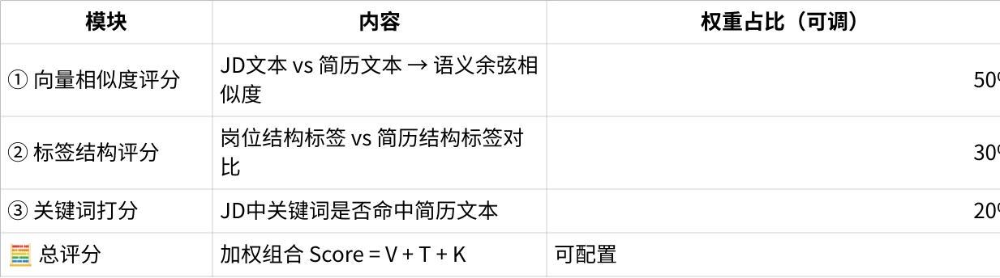 模块 内容 权重占比（可调）
① 向量相似度评分 JD文本 vs 简历文本 → 语义余弦相
似度 50%
② 标签结构评分 岗位结构标签 vs 简历结构标签对
比 30%
③ 关键词打分 JD中关键词是否命中简历文本 20%
🧮 总评分 加权组合 Score = V + T + K 可配置